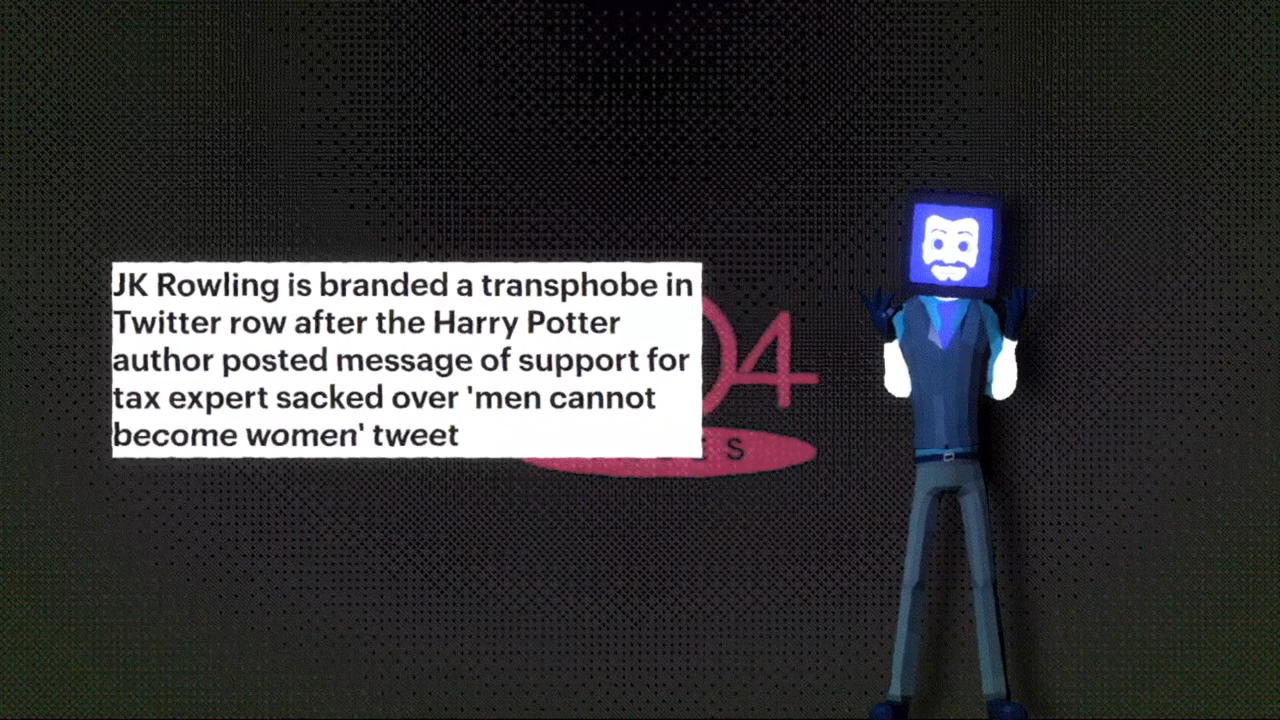 JK Rowling is branded a transphobe in
Twitter row after the Harry Potter
author posted message of support for
tax expert sacked over 'men cannot
become women' tweet
04
S